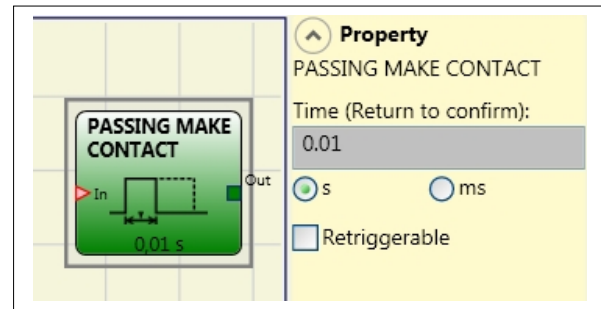 PASSING MAKE
CONTACT
In
Out
T
0,01 s
Property
PASSING MAKE CONTACT
Time (Return to confirm):
0.01
s
ms
Retriggerable